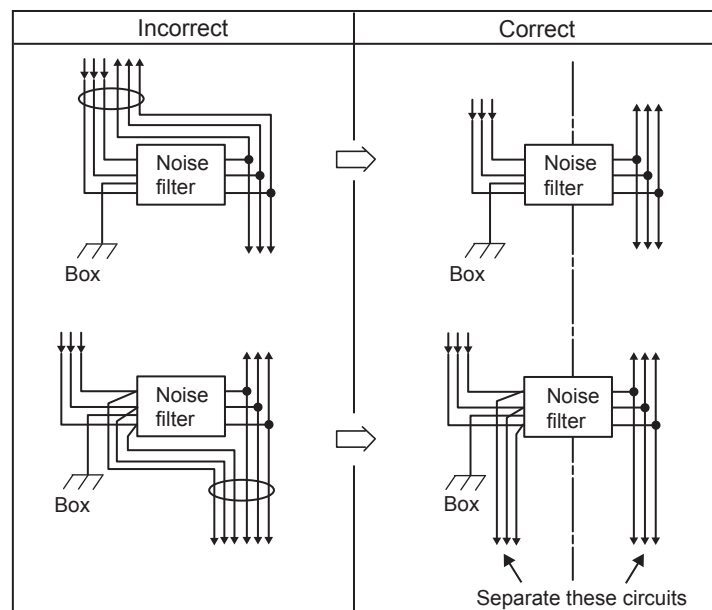 Incorrect
Correct
Noise
filter
Box
Noise
filter
Box
Noise
filter
Box
Noise
filter
Box
Separate these circuits